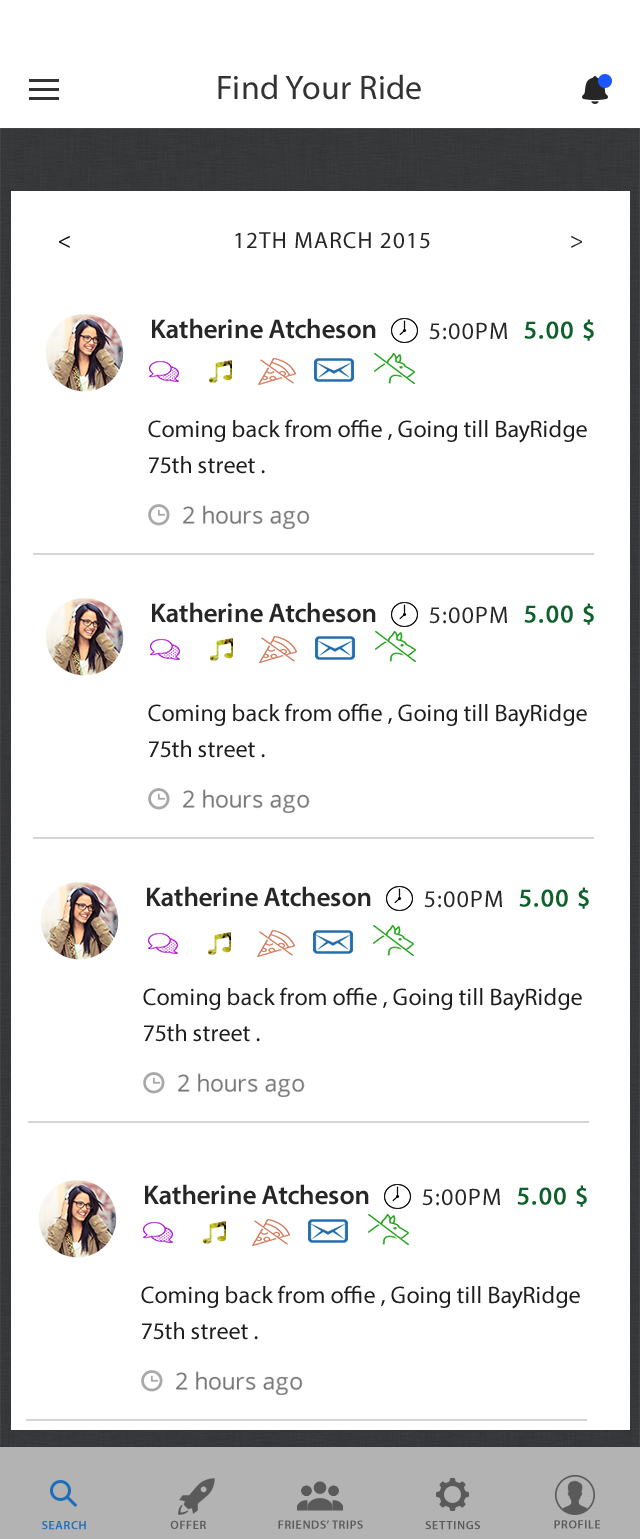 Find Your Ride
< 12TH MARCH 2015 >
Katherine Atcheson 5:00PM 5.00 $
Coming back from offie , Going till BayRidge
75th street .
2 hours ago
Katherine Atcheson 5:00PM 5.00 $
Coming back from offie , Going till BayRidge
75th street .
2 hours ago
Katherine Atcheson 5:00PM 5.00 $
Coming back from offie , Going till BayRidge
75th street .
2 hours ago
Katherine Atcheson 5:00PM 5.00 $
Coming back from offie , Going till BayRidge
75th street .
2 hours ago
SEARCH OFFER FRIENDS' TRIPS SETTINGS PROFILE